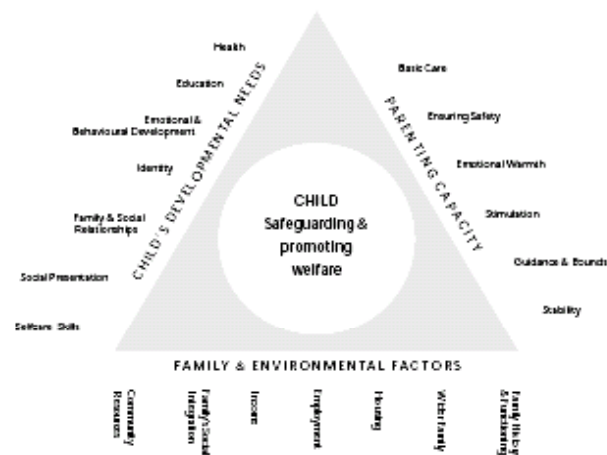 Health
Education
Emotional &
Behavioural Development
Identity
Family & Social
Relationships
Social Presentation
Selfcare Skills
CHILD'S DEVELOPMENTAL NEEDS
CHILD
Safeguarding &
promoting
welfare
PARENTING CAPACITY
Basic Care
Ensuring Safety
Emotional Warmth
Stimulation
Guidance & Bounds
Stability
FAMILY & ENVIRONMENTAL FACTORS
Community
Resources
Family's Social
Integration
Income
Employment
Housing
Wider Family
Family History
& Functioning